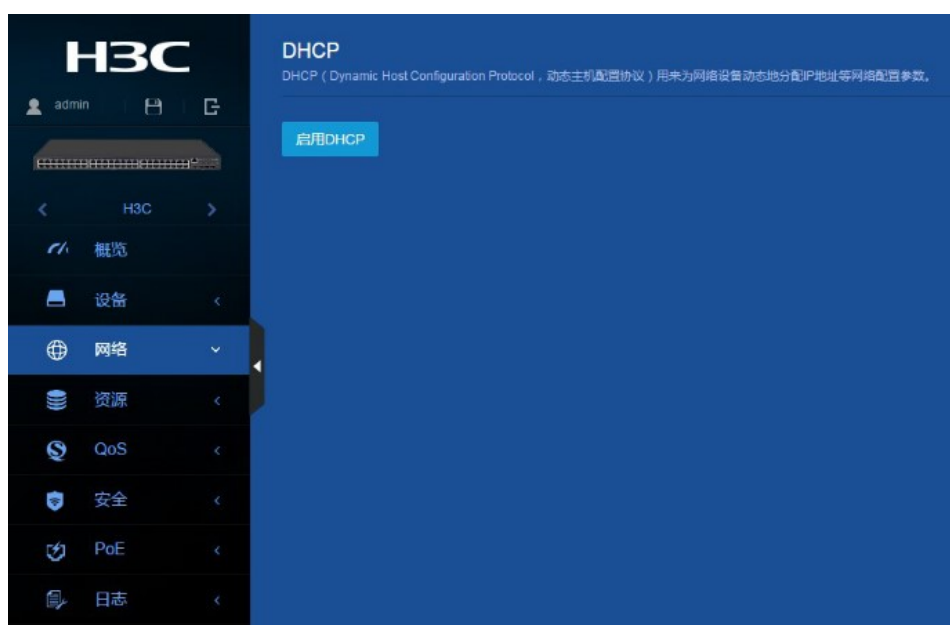 H3C
admin
H3C
概览
设备
网络
资源
QoS
安全
PoE
日志
DHCP
DHCP（Dynamic Host Configuration Protocol，动态主机配置协议）用来为网络设备动态地分配IP地址等网络配置参数。
启用DHCP